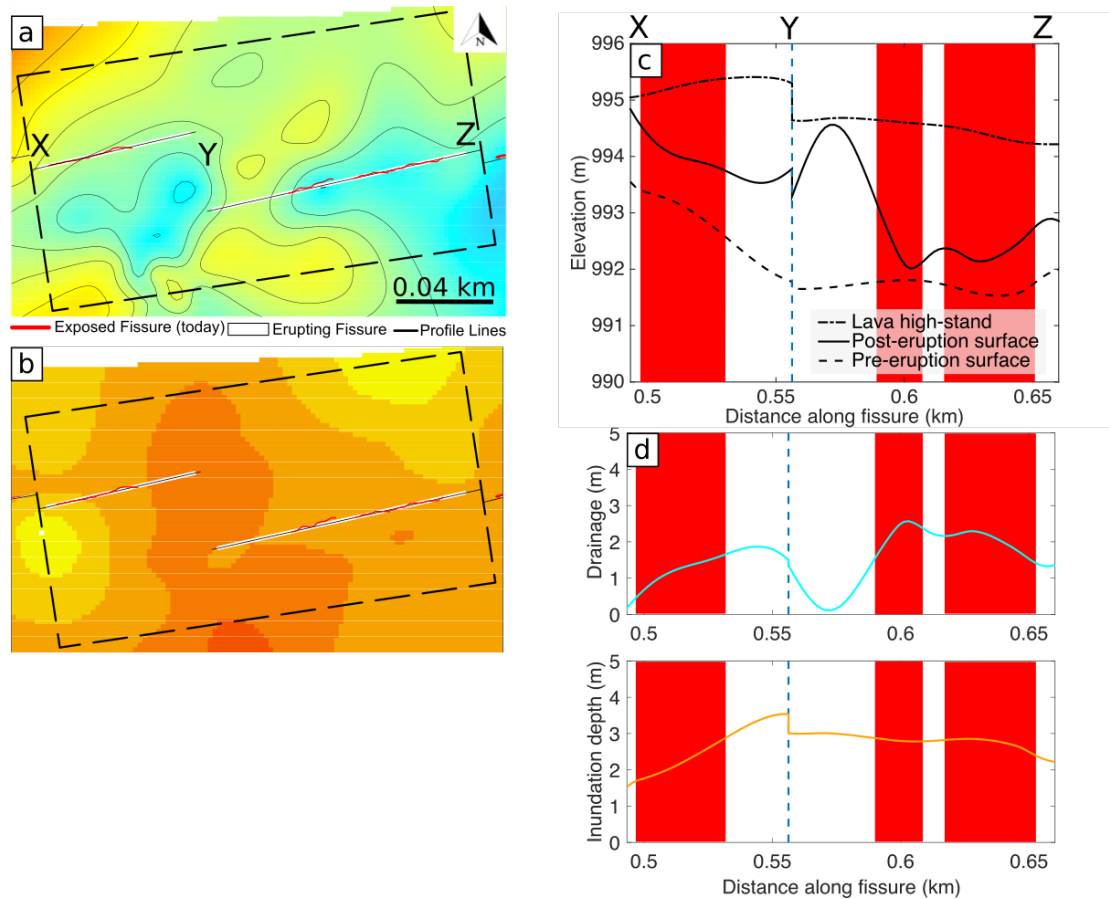 a
N
X
Y
Z
0.04 km
Exposed Fissure (today) Erupting Fissure Profile Lines
b
X Y Z
c
996
995
994
993
992
991
990
Elevation (m)
Lava high-stand
Post-eruption surface
Pre-eruption surface
0.5 0.55 0.6 0.65
Distance along fissure (km)
d
5
4
3
2
1
0
Drainage (m)
0.5 0.55 0.6 0.65
5
4
3
2
1
0
Inundation depth (m)
0.5 0.55 0.6 0.65
Distance along fissure (km)